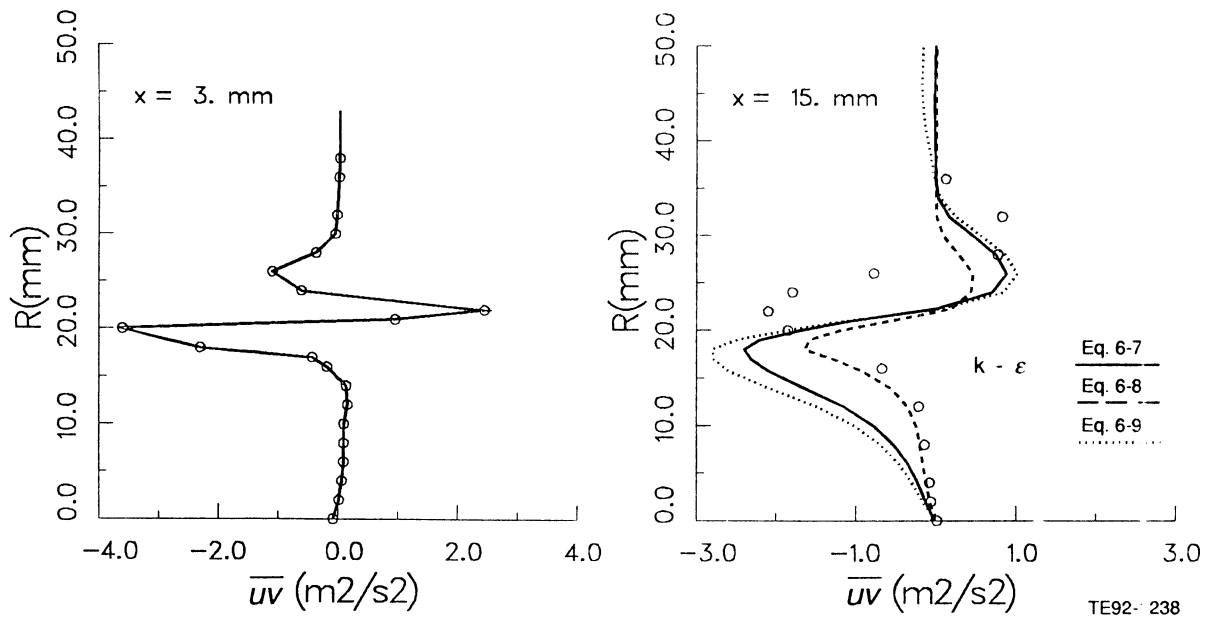 50.0
40.0
30.0
20.0
10.0
0.0
R(mm)
x = 3. mm
-4.0 -2.0 0.0 2.0 4.0
uv (m2/s2)
50.0
40.0
30.0
20.0
10.0
0.0
R(mm)
x = 15. mm
k - ε
Eq. 6-7
Eq. 6-8
Eq. 6-9
-3.0 -1.0 1.0 3.0
uv (m2/s2)
TE92- 238